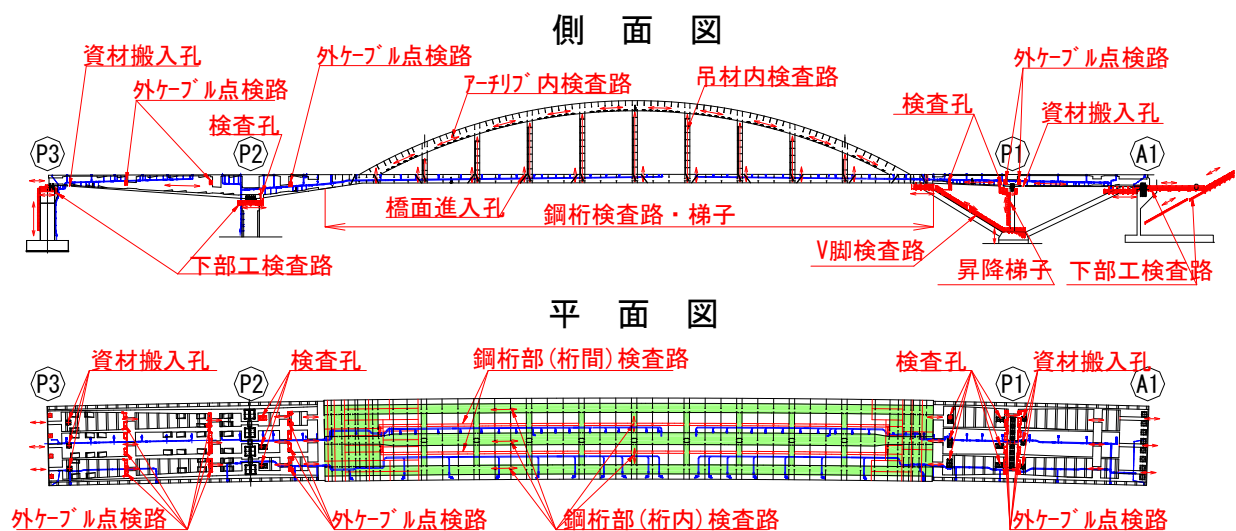 側面図
資材搬入孔
外ケーブル点検路
検査孔
外ケーブル点検路
アーチリブ内検査路
吊材内検査路
外ケーブル点検路
検査孔
資材搬入孔
P3
P2
P1
A1
橋面進入孔
鋼桁検査路・梯子
下部工検査路
V脚検査路
昇降梯子
下部工検査路
平面図
資材搬入孔
検査孔
鋼桁部(桁間)検査路
検査孔
資材搬入孔
P3
P2
P1
A1
外ケーブル点検路
外ケーブル点検路
鋼桁部(桁内)検査路
外ケーブル点検路